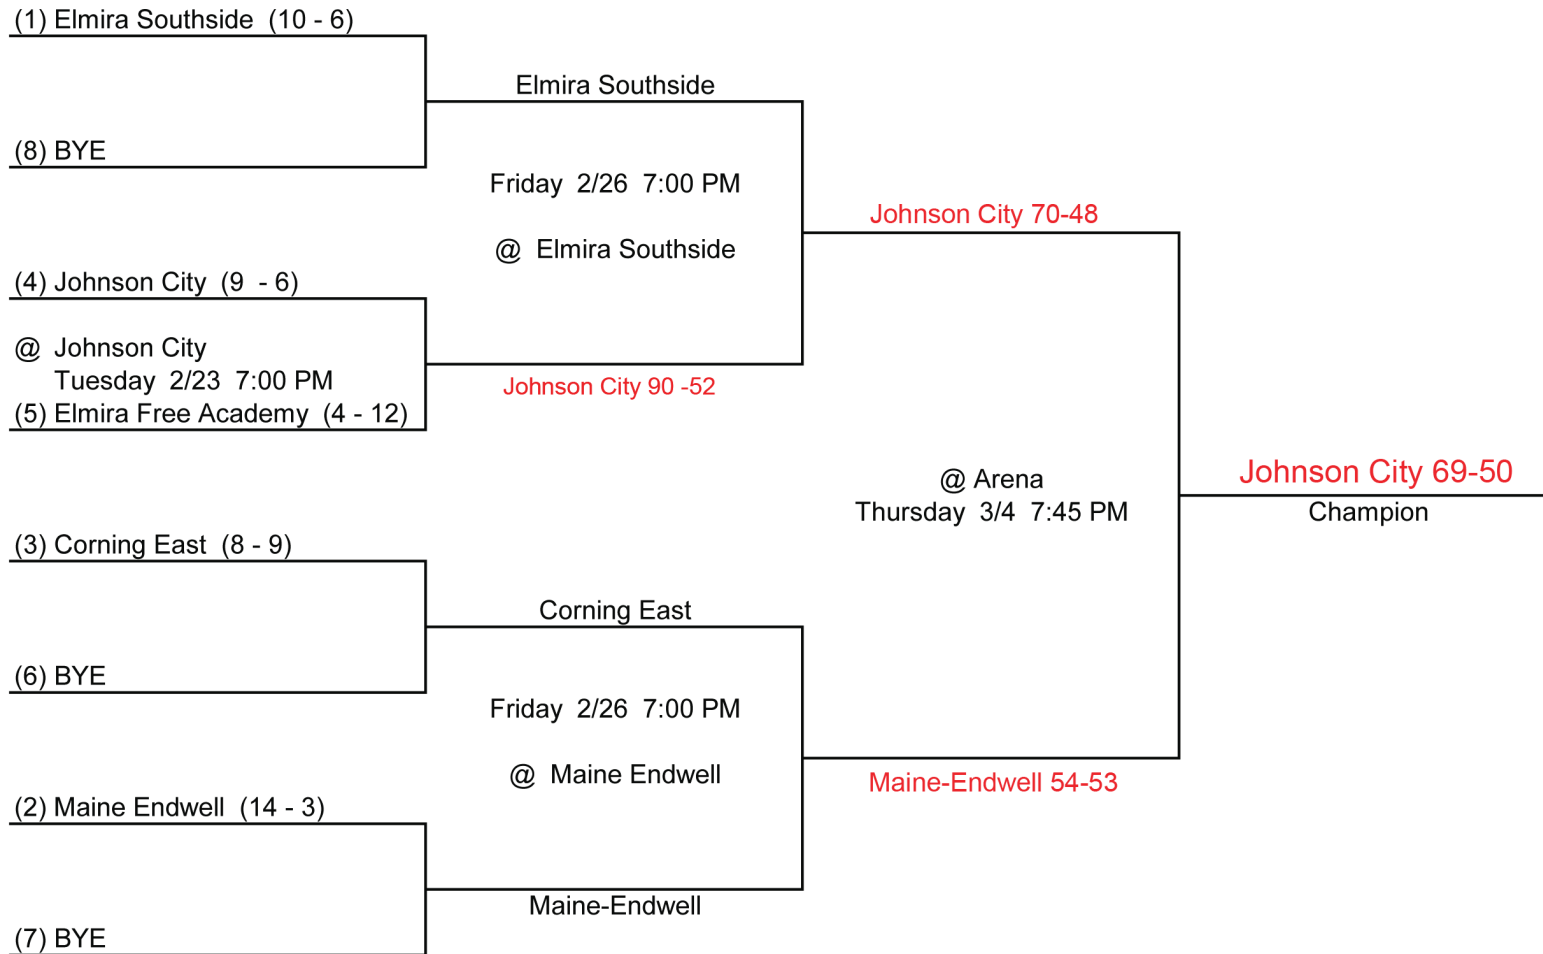 (1) Elmira Southside  (10 - 6)
Elmira Southside
(8) BYE
Friday  2/26  7:00 PM
@  Elmira Southside
Johnson City 70-48
(4) Johnson City  (9  - 6)
@  Johnson City
Tuesday  2/23  7:00 PM
(5) Elmira Free Academy  (4 - 12)
Johnson City 90 -52
@ Arena
Thursday  3/4  7:45 PM
Johnson City 69-50
Champion
(3) Corning East  (8 - 9)
Corning East
(6) BYE
Friday  2/26  7:00 PM
@  Maine Endwell
Maine-Endwell 54-53
(2) Maine Endwell  (14 - 3)
Maine-Endwell
(7) BYE